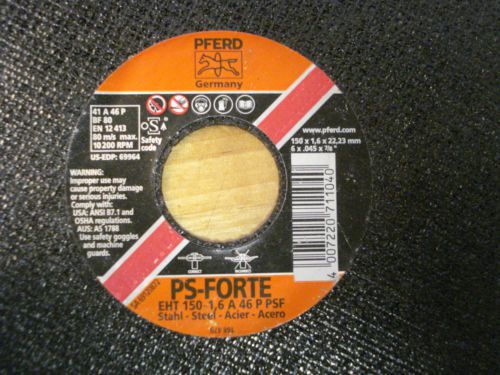 PFERD
Germany
41 A 46 P
BF 80
EN 12 413
80 m/s max.
10200 RPM
US-EDP: 69964
Safety
code
WARNING:
Improper use may
cause property damage
or serious injuries.
Comply with:
USA: ANSI B7.1 and
OSHA regulations.
AUS: AS 1788
Use safety goggles
and machine
guards.
www.pferd.com
150 x 1,6 x 22,23 mm
6 x .045 x 7/8"
4 007220 711040
CORRECT
INCORRECT
PS-FORTE
EHT 150-1,6 A 46 P PSF
Stahl - Steel - Acier - Acero